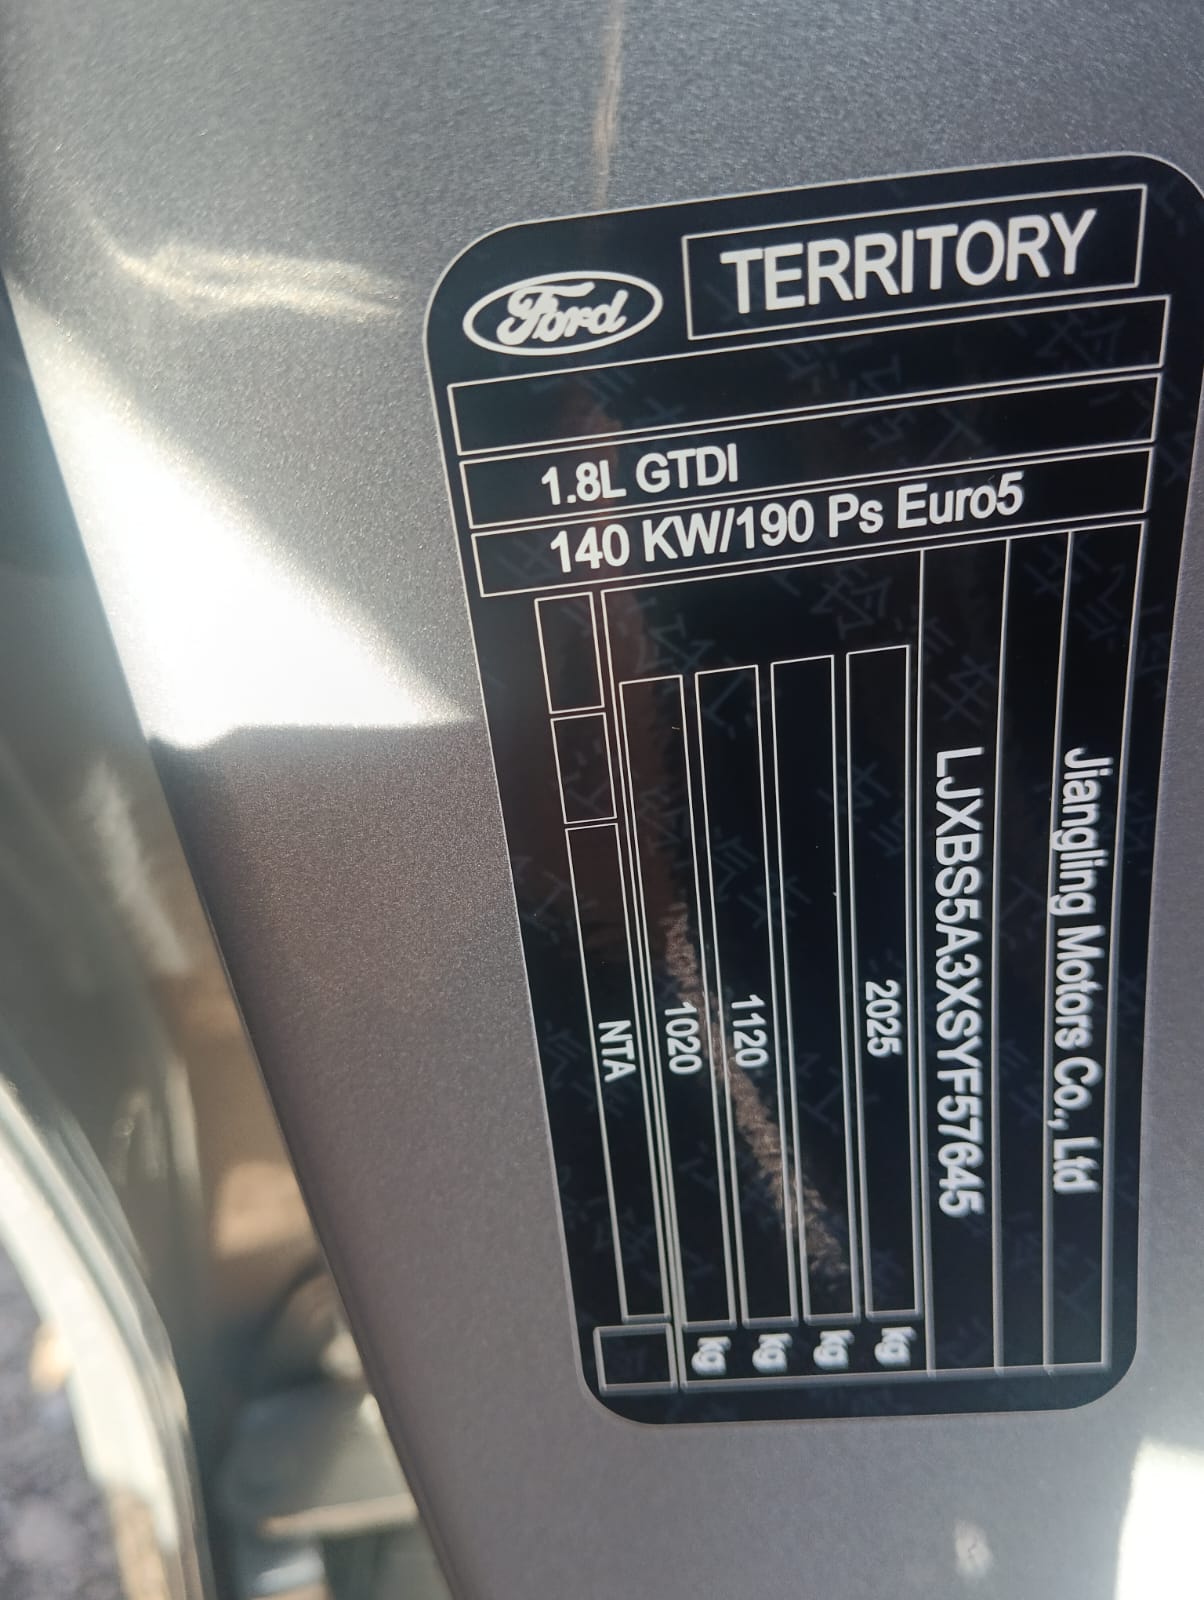 Ford
TERRITORY
1.8L GTDI
140 KW/190 Ps Euro5
Jiangling Motors Co., Ltd
LJXBS5A3XSYF57645
2025 kg
kg
1120 kg
1020 kg
NTA